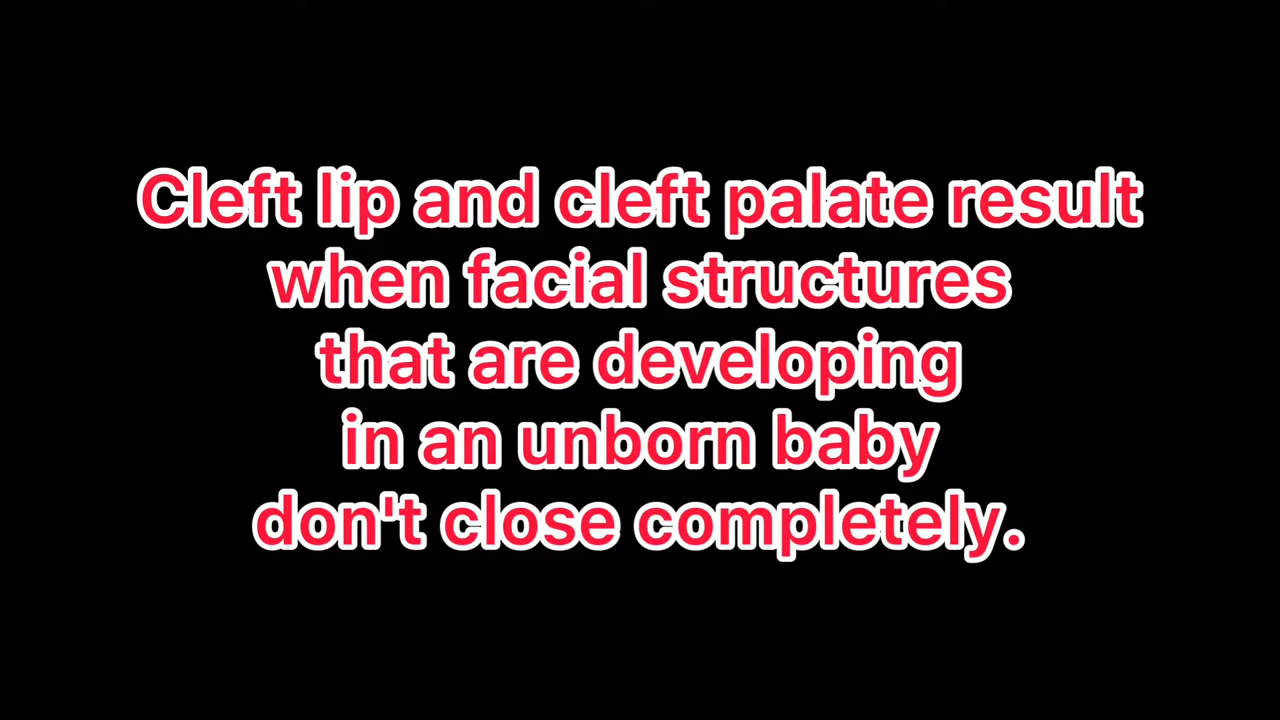 Cleft lip and cleft palate result
when facial structures
that are developing
in an unborn baby
don't close completely.